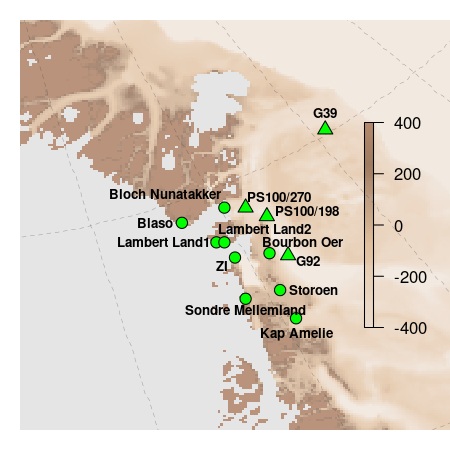 G39
400
200
0
-200
-400
Bloch Nunatakker
PS100/270
PS100/198
Blaso
Lambert Land2
Lambert Land1
Bourbon Oer
ZI
G92
Storoen
Sondre Mellemland
Kap Amelie